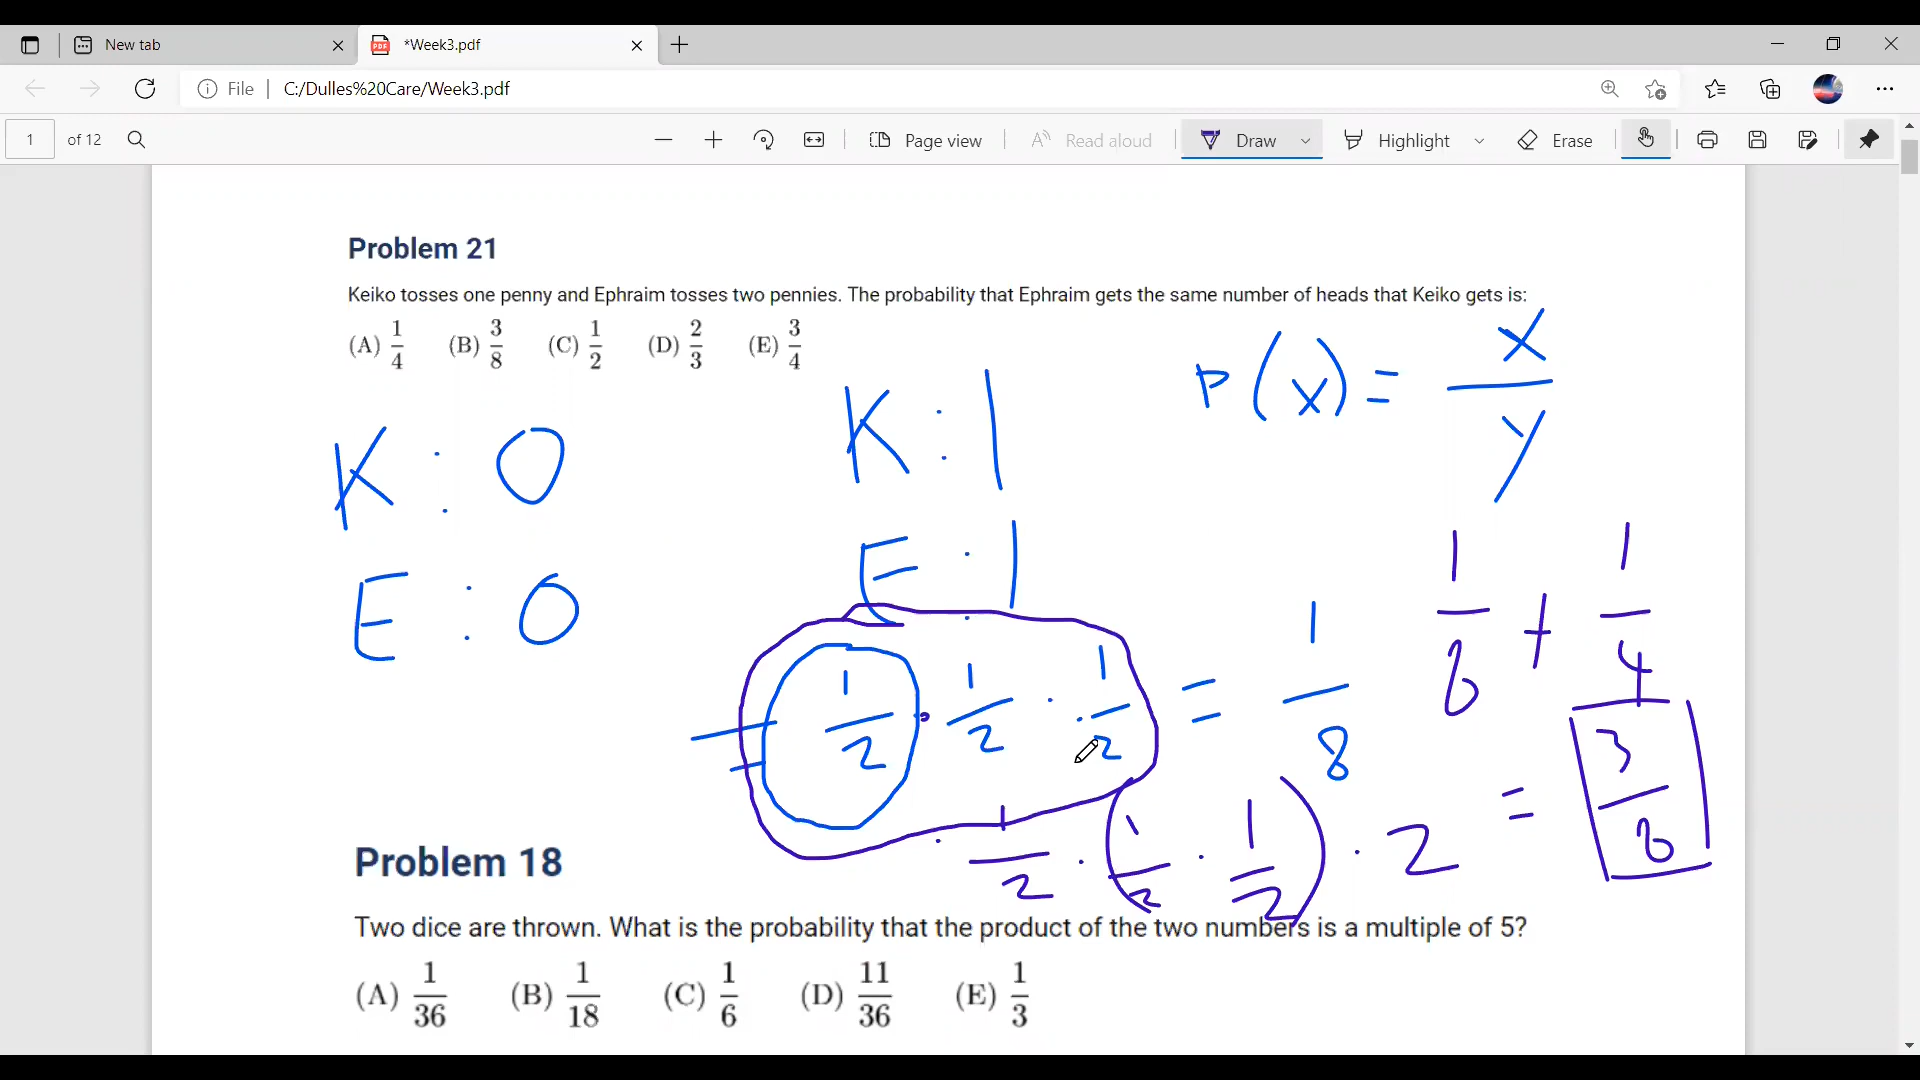 New tab
*Week3.pdf
File | C:/Dulles%20Care/Week3.pdf
1 of 12
Page view
Read aloud
Draw
Highlight
Erase
Problem 21
Keiko tosses one penny and Ephraim tosses two pennies. The probability that Ephraim gets the same number of heads that Keiko gets is:
(A) 1/4 (B) 3/8 (C) 1/2 (D) 2/3 (E) 3/4
P(x) = x/y
K : 0
K : 1
E : 0
E : 1
= 1/2 · 1/2 · 1/2 = 1/8
1/8 + 1/4
= 3/8
· 1/2 · (1/2 · 1/2) · 2
Problem 18
Two dice are thrown. What is the probability that the product of the two numbers is a multiple of 5?
(A) 1/36 (B) 1/18 (C) 1/6 (D) 11/36 (E) 1/3